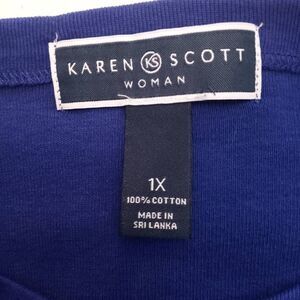 KAREN KS SCOTT
WOMAN
1X
100% COTTON
MADE IN
SRI LANKA